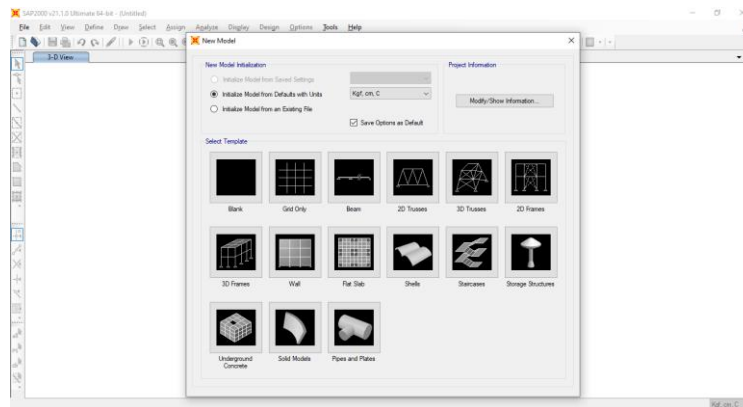 SAP2000 v21.1.0 Ultimate 64-bit - (Untitled)
File Edit View Define Draw Select Assign Analyze Display Design Options Tools Help
New Model
3-D View
New Model Initialization
Project Information
Initialize Model from Saved Settings
Initialize Model from Defaults with Units
Kgf, cm, C
Modify/Show Information...
Initialize Model from an Existing File
Save Options as Default
Select Template
Blank
Grid Only
Beam
2D Trusses
3D Trusses
2D Frames
3D Frames
Wall
Flat Slab
Shells
Staircases
Storage Structures
Underground
Concrete
Solid Models
Pipes and Plates
Kgf, cm, C